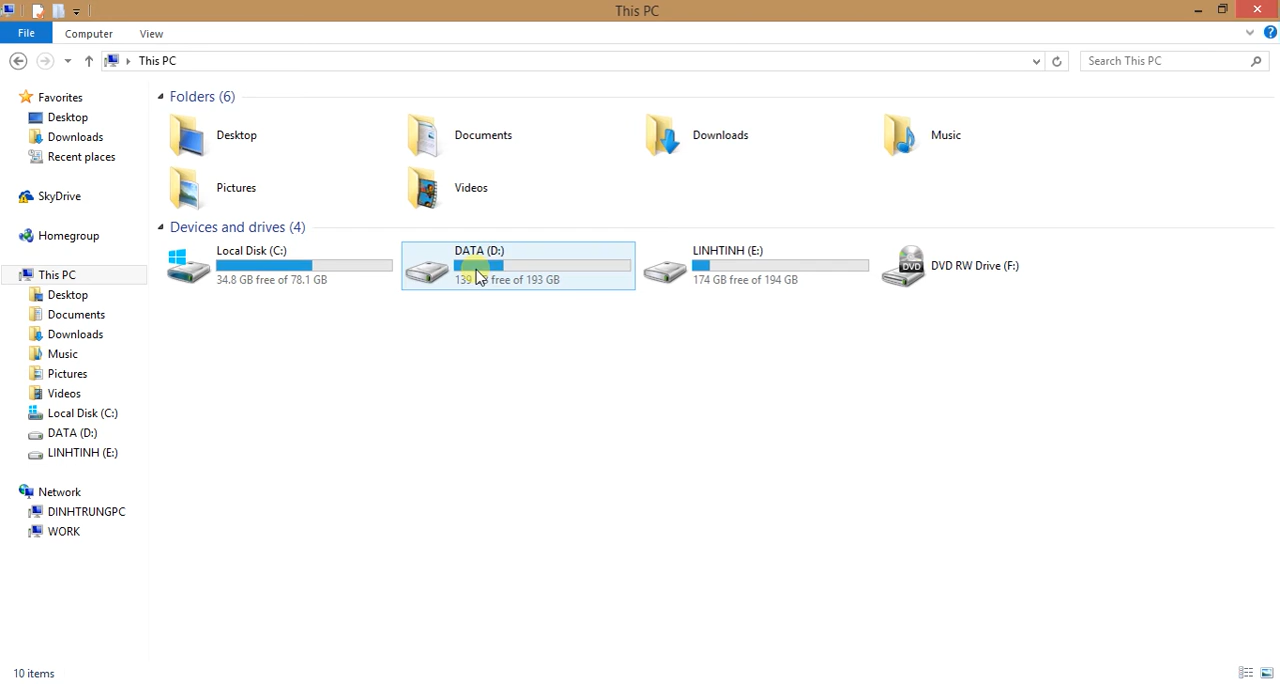 This PC
File
Computer
View
This PC
Search This PC
Favorites
Desktop
Downloads
Recent places
SkyDrive
Homegroup
This PC
Desktop
Documents
Downloads
Music
Pictures
Videos
Local Disk (C:)
DATA (D:)
LINHTINH (E:)
Network
DINHTRUNGPC
WORK
Folders (6)
Desktop
Documents
Downloads
Music
Pictures
Videos
Devices and drives (4)
Local Disk (C:)
34.8 GB free of 78.1 GB
DATA (D:)
139 free of 193 GB
LINHTINH (E:)
174 GB free of 194 GB
DVD RW Drive (F:)
DVD
10 items